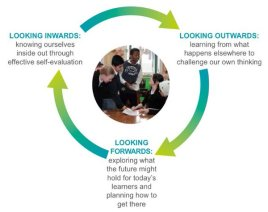 LOOKING INWARDS:
knowing ourselves
inside out through
effective self-evaluation
LOOKING OUTWARDS:
learning from what
happens elsewhere to
challenge our own thinking
LOOKING
FORWARDS:
exploring what
the future might
hold for today's
learners and
planning how to
get there